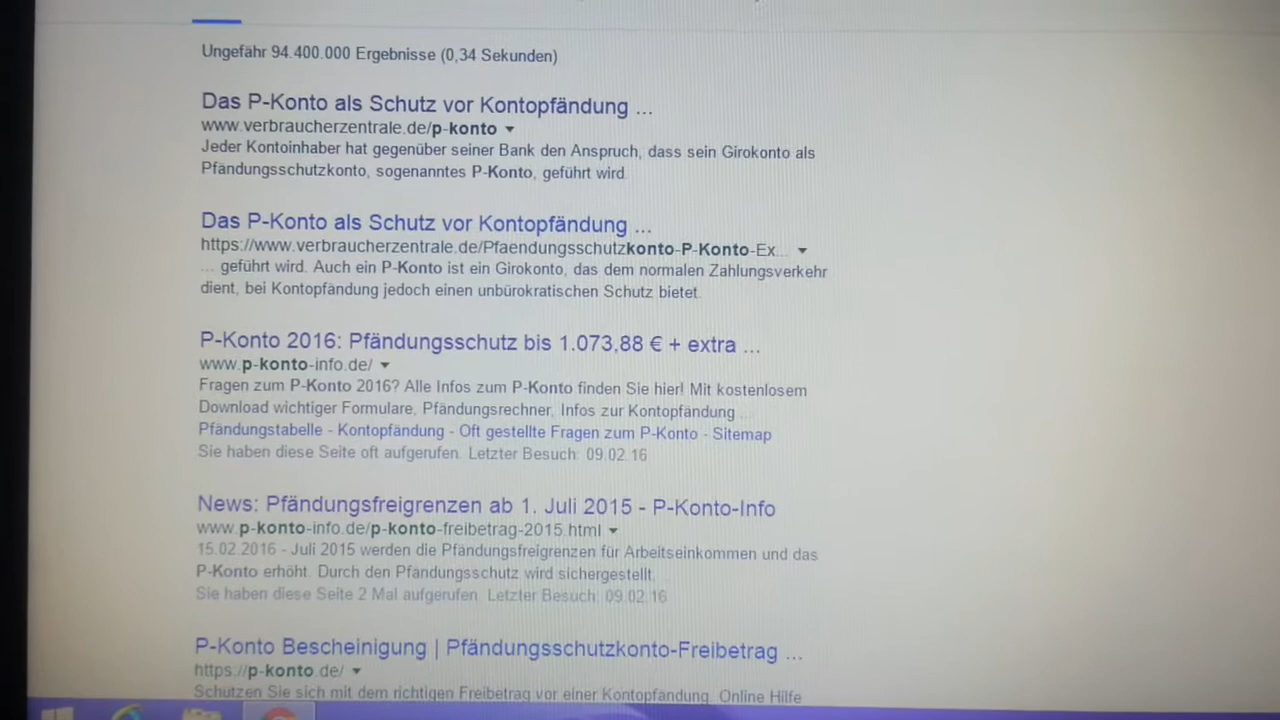 Ungefähr 94.400.000 Ergebnisse (0,34 Sekunden)
Das P-Konto als Schutz vor Kontopfändung ...
www.verbraucherzentrale.de/p-konto
Jeder Kontoinhaber hat gegenüber seiner Bank den Anspruch, dass sein Girokonto als
Pfändungsschutzkonto, sogenanntes P-Konto, geführt wird.
Das P-Konto als Schutz vor Kontopfändung ...
https://www.verbraucherzentrale.de/Pfaendungsschutzkonto-P-Konto-Ex...
... geführt wird. Auch ein P-Konto ist ein Girokonto, das dem normalen Zahlungsverkehr
dient, bei Kontopfändung jedoch einen unbürokratischen Schutz bietet.
P-Konto 2016: Pfändungsschutz bis 1.073,88 € + extra ...
www.p-konto-info.de/
Fragen zum P-Konto 2016? Alle Infos zum P-Konto finden Sie hier! Mit kostenlosem
Download wichtiger Formulare, Pfändungsrechner, Infos zur Kontopfändung ...
Pfändungstabelle - Kontopfändung - Oft gestellte Fragen zum P-Konto - Sitemap
Sie haben diese Seite oft aufgerufen. Letzter Besuch: 09.02.16
News: Pfändungsfreigrenzen ab 1. Juli 2015 - P-Konto-Info
www.p-konto-info.de/p-konto-freibetrag-2015.html
15.02.2016 - Juli 2015 werden die Pfändungsfreigrenzen für Arbeitseinkommen und das
P-Konto erhöht. Durch den Pfändungsschutz wird sichergestellt,
Sie haben diese Seite 2 Mal aufgerufen. Letzter Besuch: 09.02.16
P-Konto Bescheinigung | Pfändungsschutzkonto-Freibetrag ...
https://p-konto.de/
Schützen Sie sich mit dem richtigen Freibetrag vor einer Kontopfändung. Online Hilfe